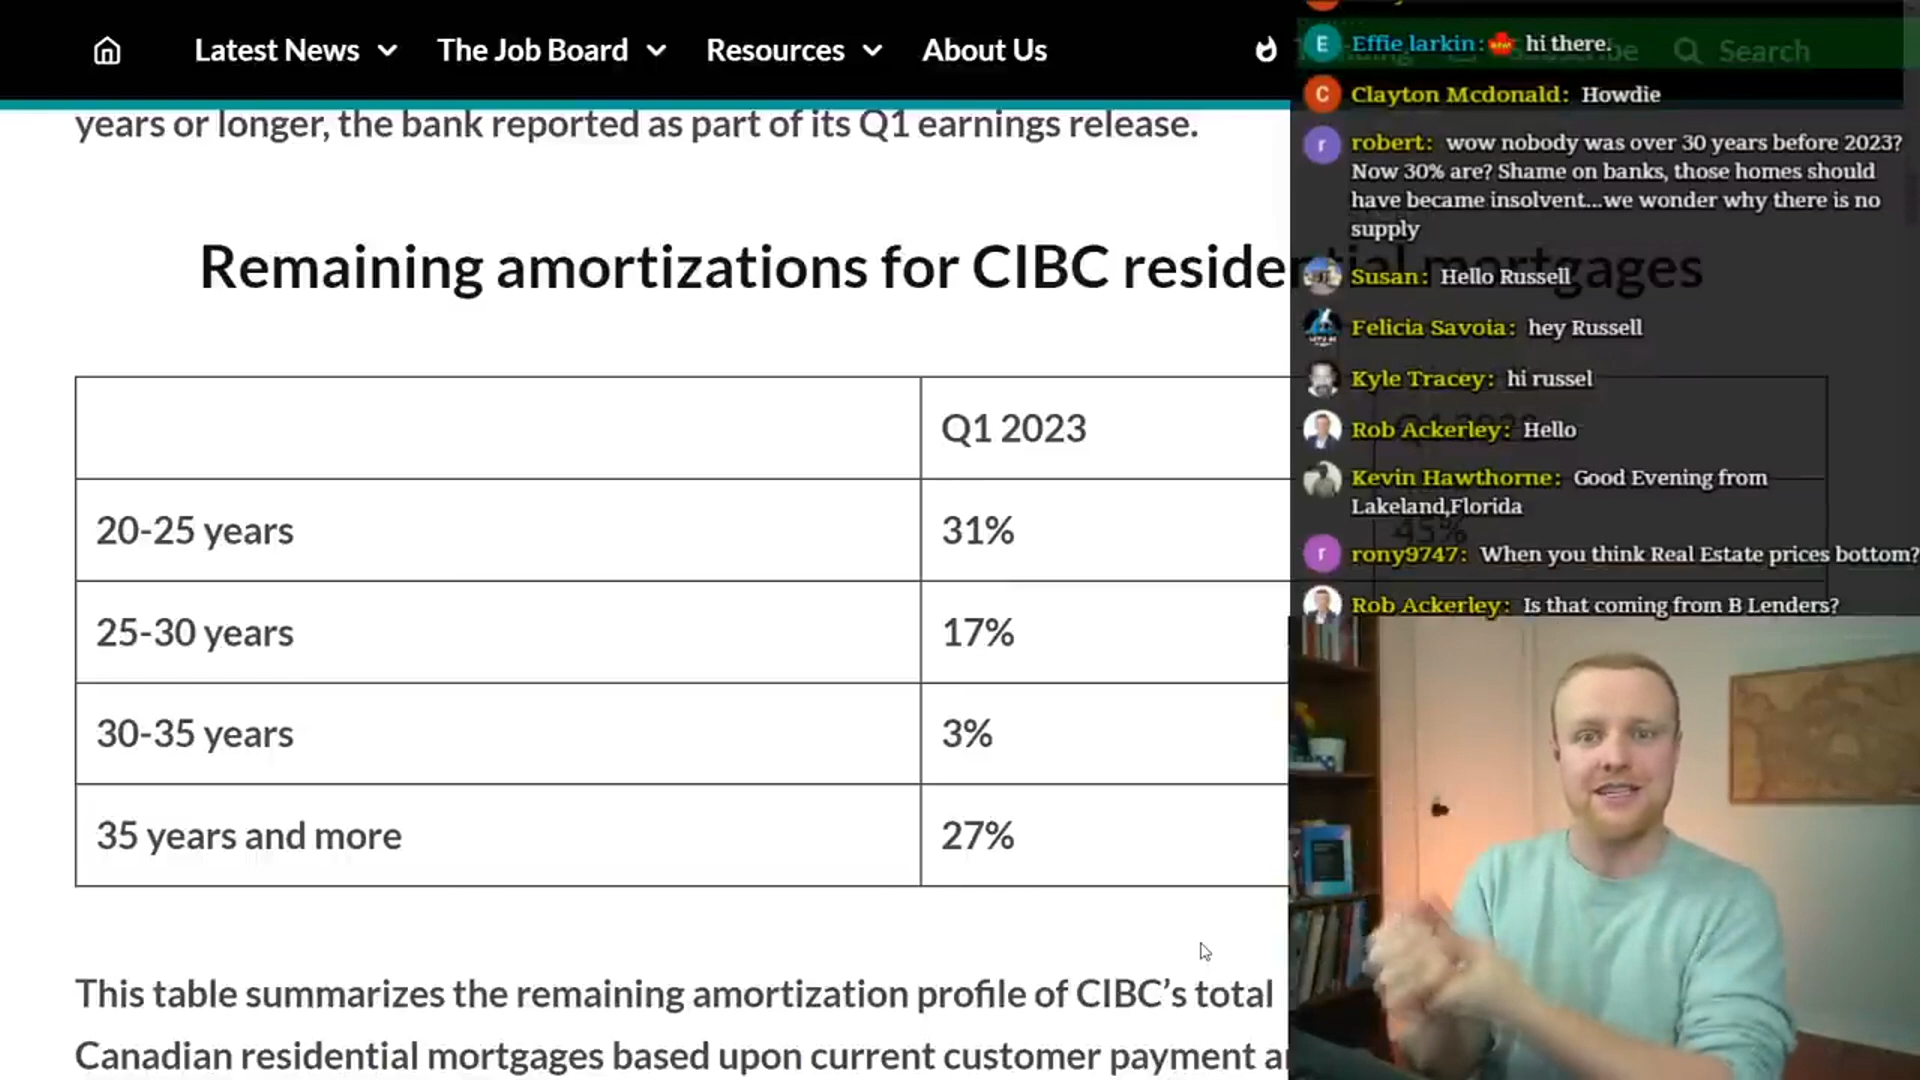 Latest News
The Job Board
Resources
About Us
Search
years or longer, the bank reported as part of its Q1 earnings release.
Remaining amortizations for CIBC residential mortgages
Q1 2023
20-25 years 31% 45%
25-30 years 17%
30-35 years 3%
35 years and more 27%
This table summarizes the remaining amortization profile of CIBC’s total
Canadian residential mortgages based upon current customer payment
E Effie larkin: hi there.
C Clayton Mcdonald: Howdie
r robert: wow nobody was over 30 years before 2023?
Now 30% are? Shame on banks, those homes should
have became insolvent...we wonder why there is no
supply
Susan: Hello Russell
Felicia Savoia: hey Russell
Kyle Tracey: hi russel
Rob Ackerley: Hello
Kevin Hawthorne: Good Evening from
Lakeland,Florida
r rony9747: When you think Real Estate prices bottom?
Rob Ackerley: Is that coming from B Lenders?